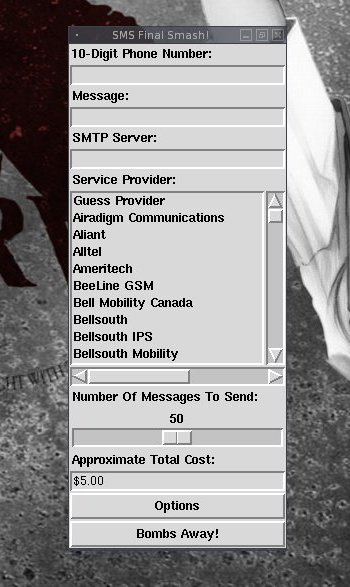 SMS Final Smash!
10-Digit Phone Number:
Message:
SMTP Server:
Service Provider:
Guess Provider
Airadigm Communications
Aliant
Alltel
Ameritech
BeeLine GSM
Bell Mobility Canada
Bellsouth
Bellsouth IPS
Bellsouth Mobility
Number Of Messages To Send:
50
Approximate Total Cost:
$5.00
Options
Bombs Away!